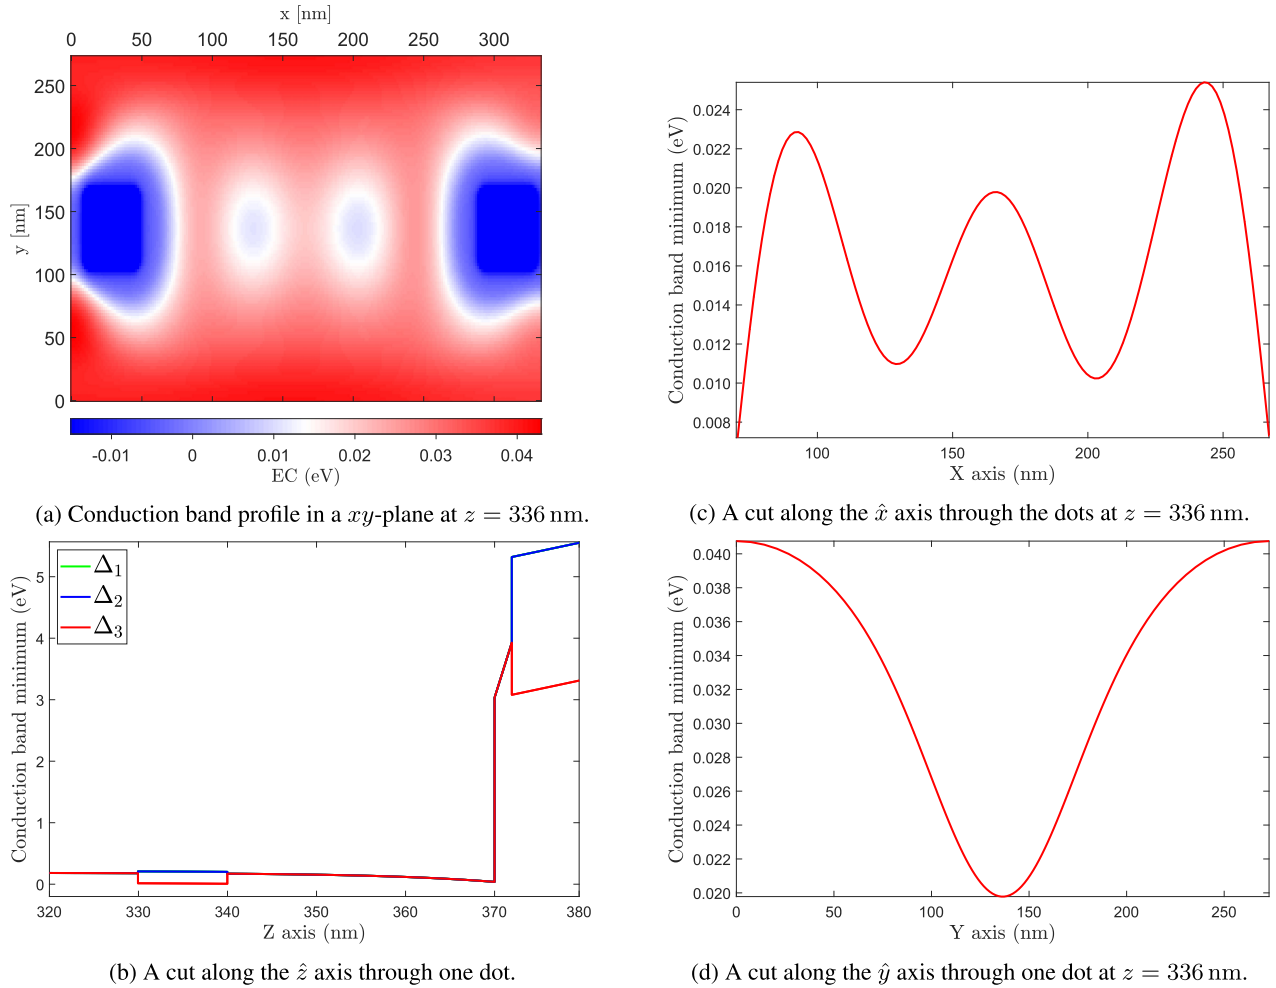 x [nm]
0 50 100 150 200 250 300
y [nm]
250
200
150
100
50
0
-0.01 0 0.01 0.02 0.03 0.04
EC (eV)
(a) Conduction band profile in a xy-plane at z = 336 nm.
Conduction band minimum (eV)
0.024
0.022
0.020
0.018
0.016
0.014
0.012
0.010
0.008
100 150 200 250
X axis (nm)
(c) A cut along the x̂ axis through the dots at z = 336 nm.
Conduction band minimum (eV)
5
4
3
2
1
0
Δ₁
Δ₂
Δ₃
320 330 340 350 360 370 380
Z axis (nm)
(b) A cut along the ẑ axis through one dot.
Conduction band minimum (eV)
0.040
0.038
0.036
0.034
0.032
0.030
0.028
0.026
0.024
0.022
0.020
0 50 100 150 200 250
Y axis (nm)
(d) A cut along the ŷ axis through one dot at z = 336 nm.